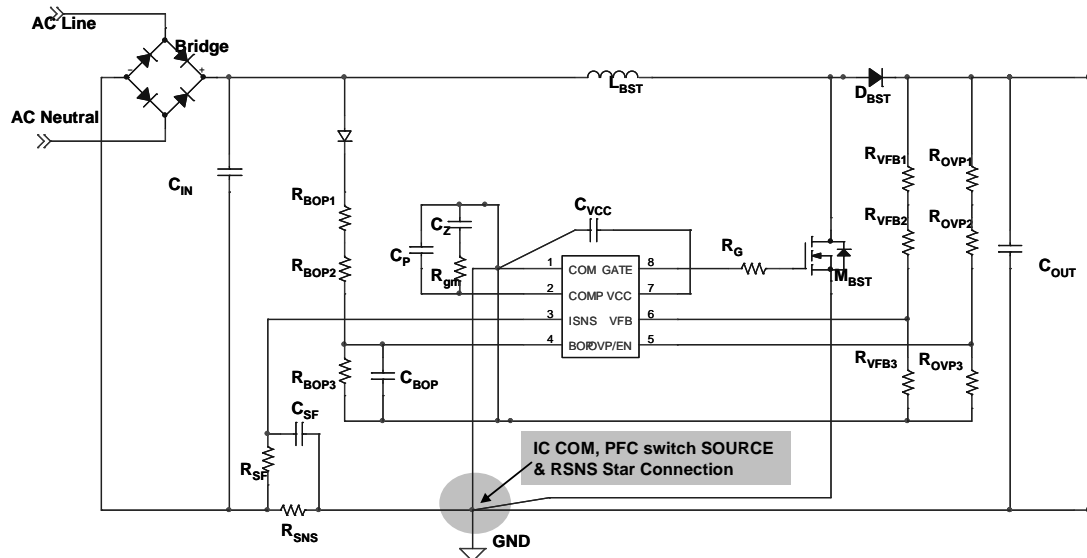 AC Line
Bridge
- +
L_BST
D_BST
AC Neutral
C_IN
R_BOP1
C_Z
C_VCC
R_VFB1
R_OVP1
C_P
R_gm
R_G
R_VFB2
R_OVP2
R_BOP2
1 COM GATE 8
M_BST
C_OUT
2 COMP VCC 7
3 ISNS VFB 6
4 BOP OVP/EN 5
R_BOP3
C_BOP
R_VFB3
R_OVP3
C_SF
R_SF
IC COM, PFC switch SOURCE
& RSNS Star Connection
R_SNS
GND